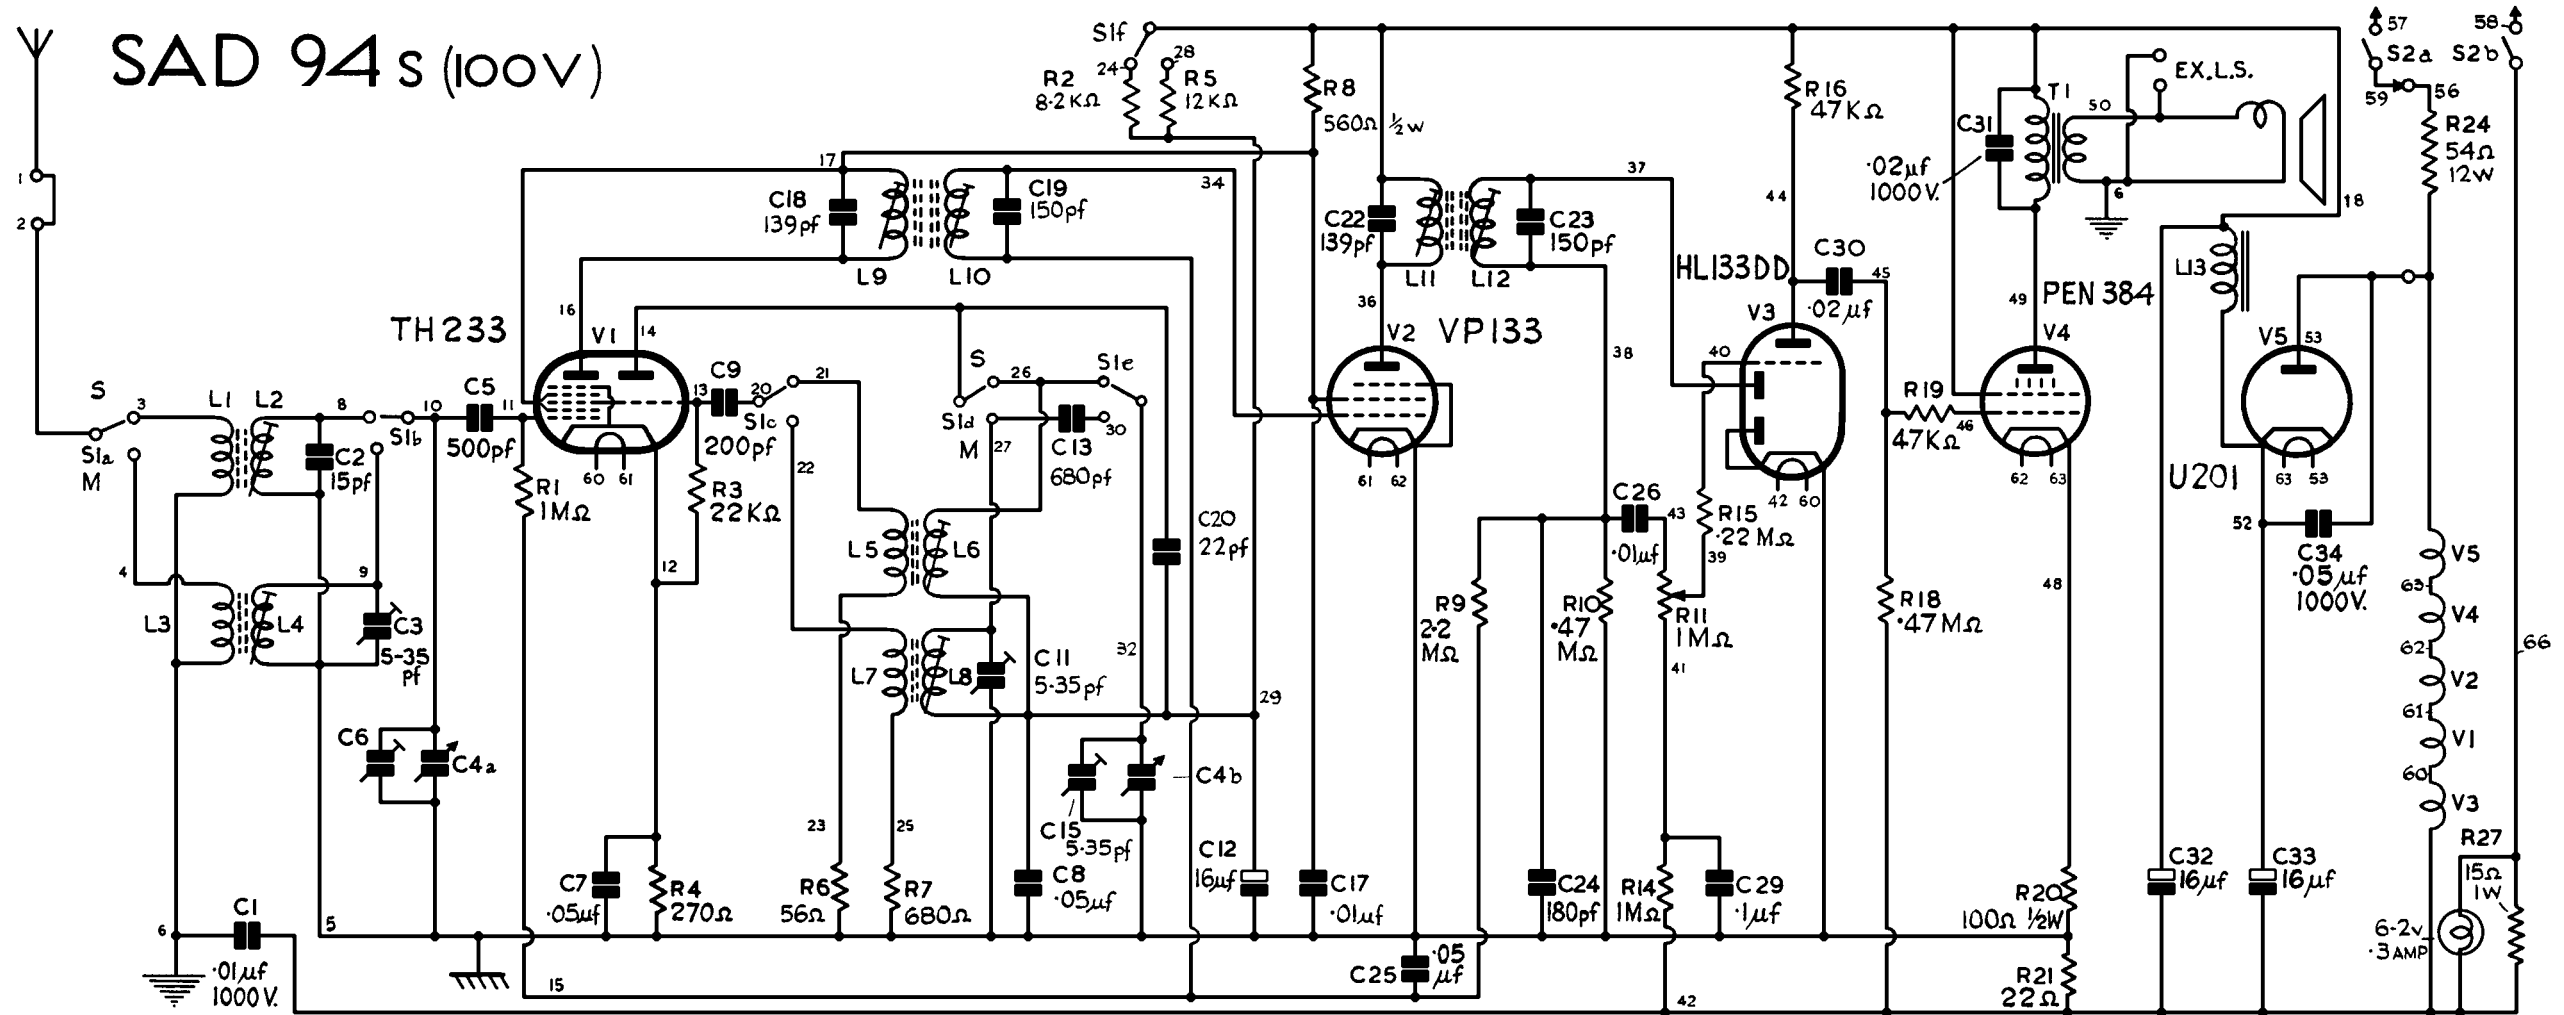 SAD 94 S (100V)
1
2
S
3
S1a
M
4
L1
L2
L3
L4
8
9
S1b
10
C2
15pf
C3
5-35
pf
C5
500pf
11
R1
1MΩ
C6
C4a
5
6
C1
.01µf
1000V.
TH 233
V1
16
14
60
61
13
12
C9
200pf
R3
22KΩ
C7
.05µf
R4
270Ω
15
17
C18
139pf
L9
L10
C19
150pf
20
21
S1c
22
S
26
S1e
S1d
M
27
C13
680pf
30
L5
L6
L7
L8
C11
5-35pf
32
C20
22pf
23
25
R6
56Ω
R7
680Ω
C15
5-35pf
C4b
C8
.05µf
C12
16µf
29
S1f
24
28
R2
8·2KΩ
R5
12KΩ
34
R8
560Ω ½w
C17
.01µf
C22
139pf
L11
L12
C23
150pf
36
37
V2
VP133
61
62
38
C25
.05
µf
R9
2·2
MΩ
C24
180pf
R10
·47
MΩ
C26
.01µf
43
R11
1MΩ
41
R14
1MΩ
C29
.1µf
42
R15
·22MΩ
39
40
HL133DD
V3
42
60
R16
47KΩ
44
C30
.02µf
45
R19
47KΩ
46
R18
·47MΩ
C31
.02µf
1000V.
T1
50
EX.L.S.
6
49
PEN 384
V4
62
63
48
R20
100Ω ½W
R21
22Ω
18
L13
V5
53
U201
63
53
52
C34
.05µf
1000V.
C32
16µf
C33
16µf
57
S2a
58
S2b
59
56
R24
54Ω
12w
V5
63
V4
62
V2
61
V1
60
V3
66
R27
15Ω
1W
6-2v
.3AMP